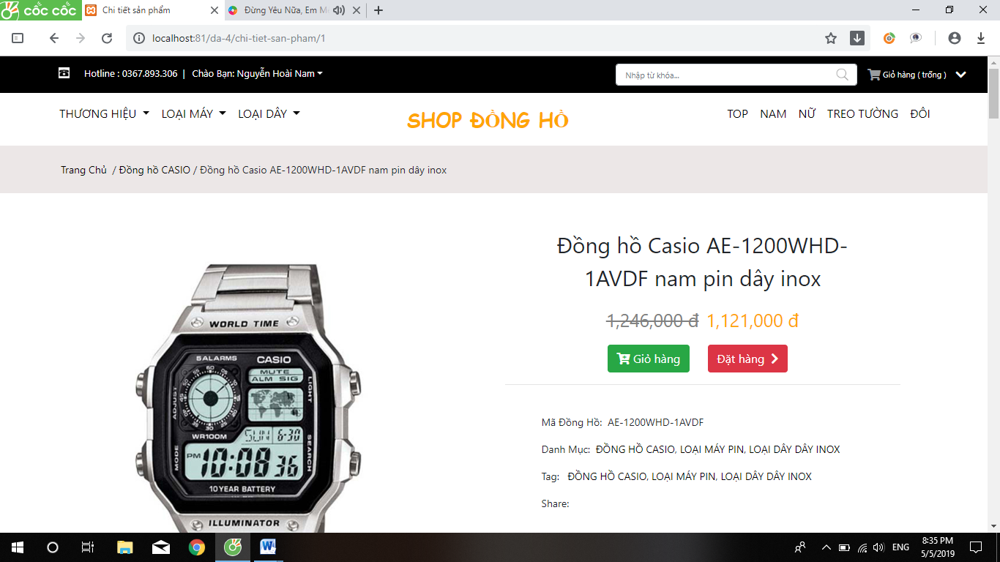 cốc cốc
Chi tiết sản phẩm
Đừng Yêu Nữa, Em M
localhost:81/da-4/chi-tiet-san-pham/1
Hotline : 0367.893.306 | Chào Bạn: Nguyễn Hoài Nam
Nhập từ khóa...
Giỏ hàng ( trống )
THƯƠNG HIỆU LOẠI MÁY LOẠI DÂY
SHOP ĐỒNG HỒ
TOP NAM NỮ TREO TƯỜNG ĐÔI
Trang Chủ / Đồng hồ CASIO / Đồng hồ Casio AE-1200WHD-1AVDF nam pin dây inox
WORLD TIME
5ALARMS CASIO
MUTE
ALM SIG
LIGHT
ADJUST
60
45
15
30
WR100M
SUN 6-30
SEARCH
MODE
PM 10:08 36
10 YEAR BATTERY
ILLUMINATOR
Đồng hồ Casio AE-1200WHD-
1AVDF nam pin dây inox
1,246,000 đ 1,121,000 đ
Giỏ hàng
Đặt hàng
Mã Đồng Hồ: AE-1200WHD-1AVDF
Danh Mục: ĐỒNG HỒ CASIO, LOẠI MÁY PIN, LOẠI DÂY DÂY INOX
Tag: ĐỒNG HỒ CASIO, LOẠI MÁY PIN, LOẠI DÂY DÂY INOX
Share:
ENG
8:35 PM
5/5/2019